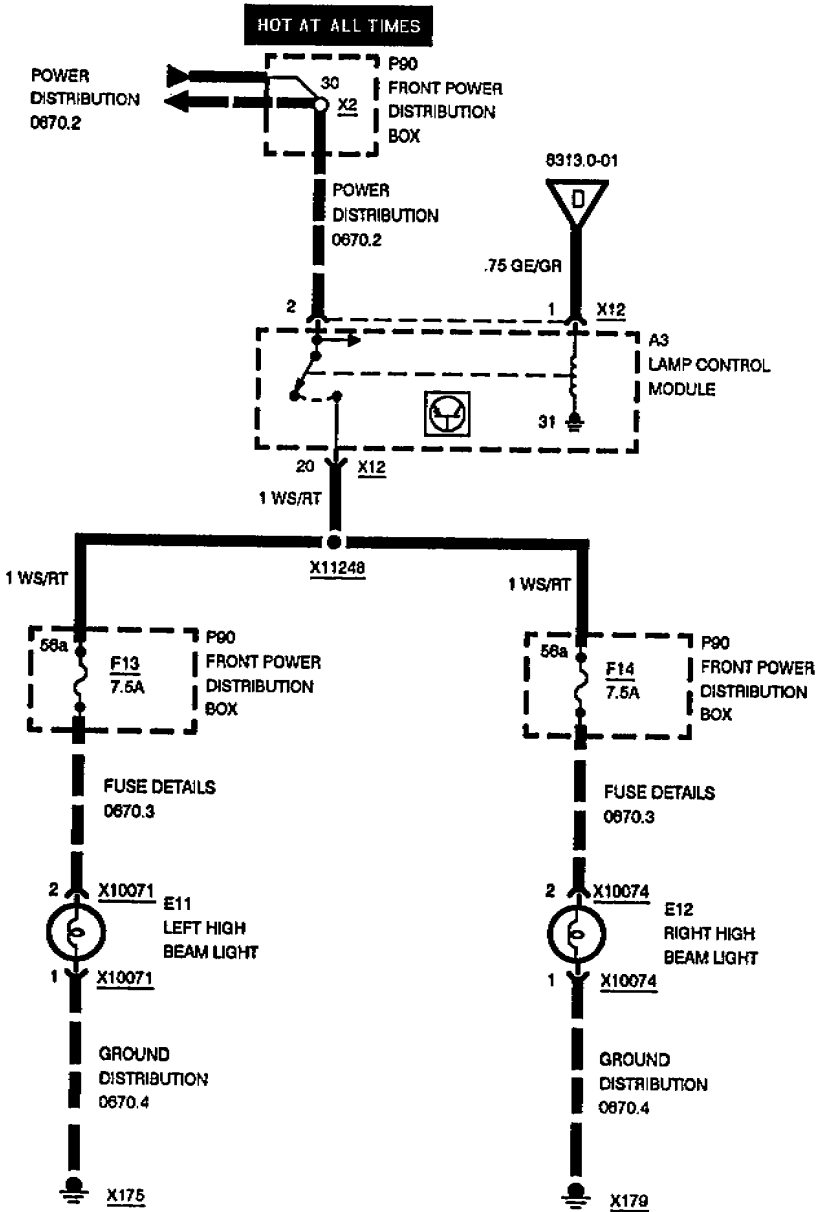 HOT AT ALL TIMES
POWER
DISTRIBUTION
0670.2
30
X2
P90
FRONT POWER
DISTRIBUTION
BOX
POWER
DISTRIBUTION
0670.2
8313.0-01
D
.75 GE/GR
2
1
X12
A3
LAMP CONTROL
MODULE
31
20
X12
1 WS/RT
X11248
1 WS/RT
1 WS/RT
56a
F13
7.5A
P90
FRONT POWER
DISTRIBUTION
BOX
56a
F14
7.5A
P90
FRONT POWER
DISTRIBUTION
BOX
FUSE DETAILS
0670.3
FUSE DETAILS
0670.3
2
X10071
E11
LEFT HIGH
BEAM LIGHT
1
X10071
2
X10074
E12
RIGHT HIGH
BEAM LIGHT
1
X10074
GROUND
DISTRIBUTION
0670.4
GROUND
DISTRIBUTION
0670.4
X175
X179